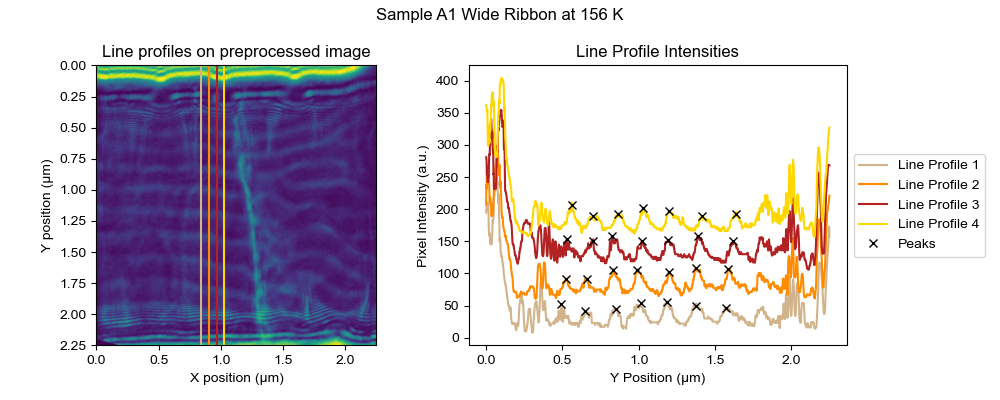 Sample A1 Wide Ribbon at 156 K
Line profiles on preprocessed image
Y position (μm)
0.00
0.25
0.50
0.75
1.00
1.25
1.50
1.75
2.00
2.25
0.0 0.5 1.0 1.5 2.0
X position (μm)
Line Profile Intensities
Pixel Intensity (a.u.)
400
350
300
250
200
150
100
50
0
0.0 0.5 1.0 1.5 2.0
Y Position (μm)
Line Profile 1
Line Profile 2
Line Profile 3
Line Profile 4
Peaks